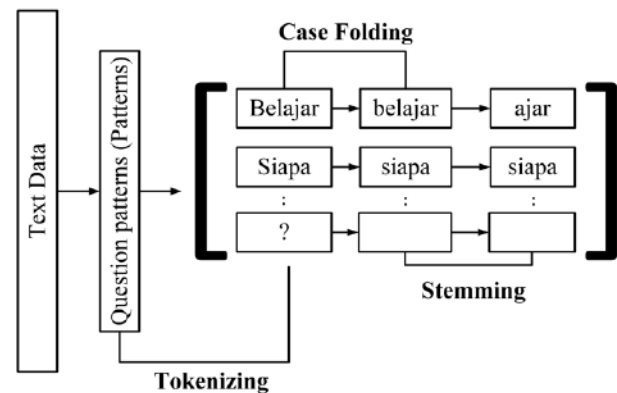 Text Data
Question patterns (Patterns)
Case Folding
Belajar belajar ajar
Siapa siapa siapa
: : :
?
Stemming
Tokenizing